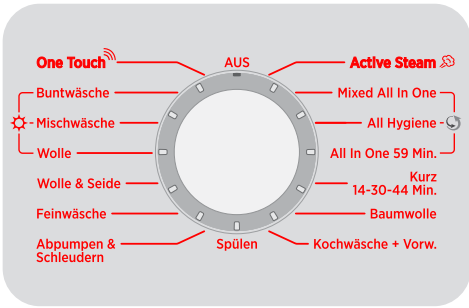 One Touch
AUS
Active Steam
Buntwäsche
Mixed All In One
Mischwäsche
All Hygiene
Wolle
All In One 59 Min.
Wolle & Seide
Kurz
14-30-44 Min.
Feinwäsche
Baumwolle
Abpumpen &
Schleudern
Spülen
Kochwäsche + Vorw.